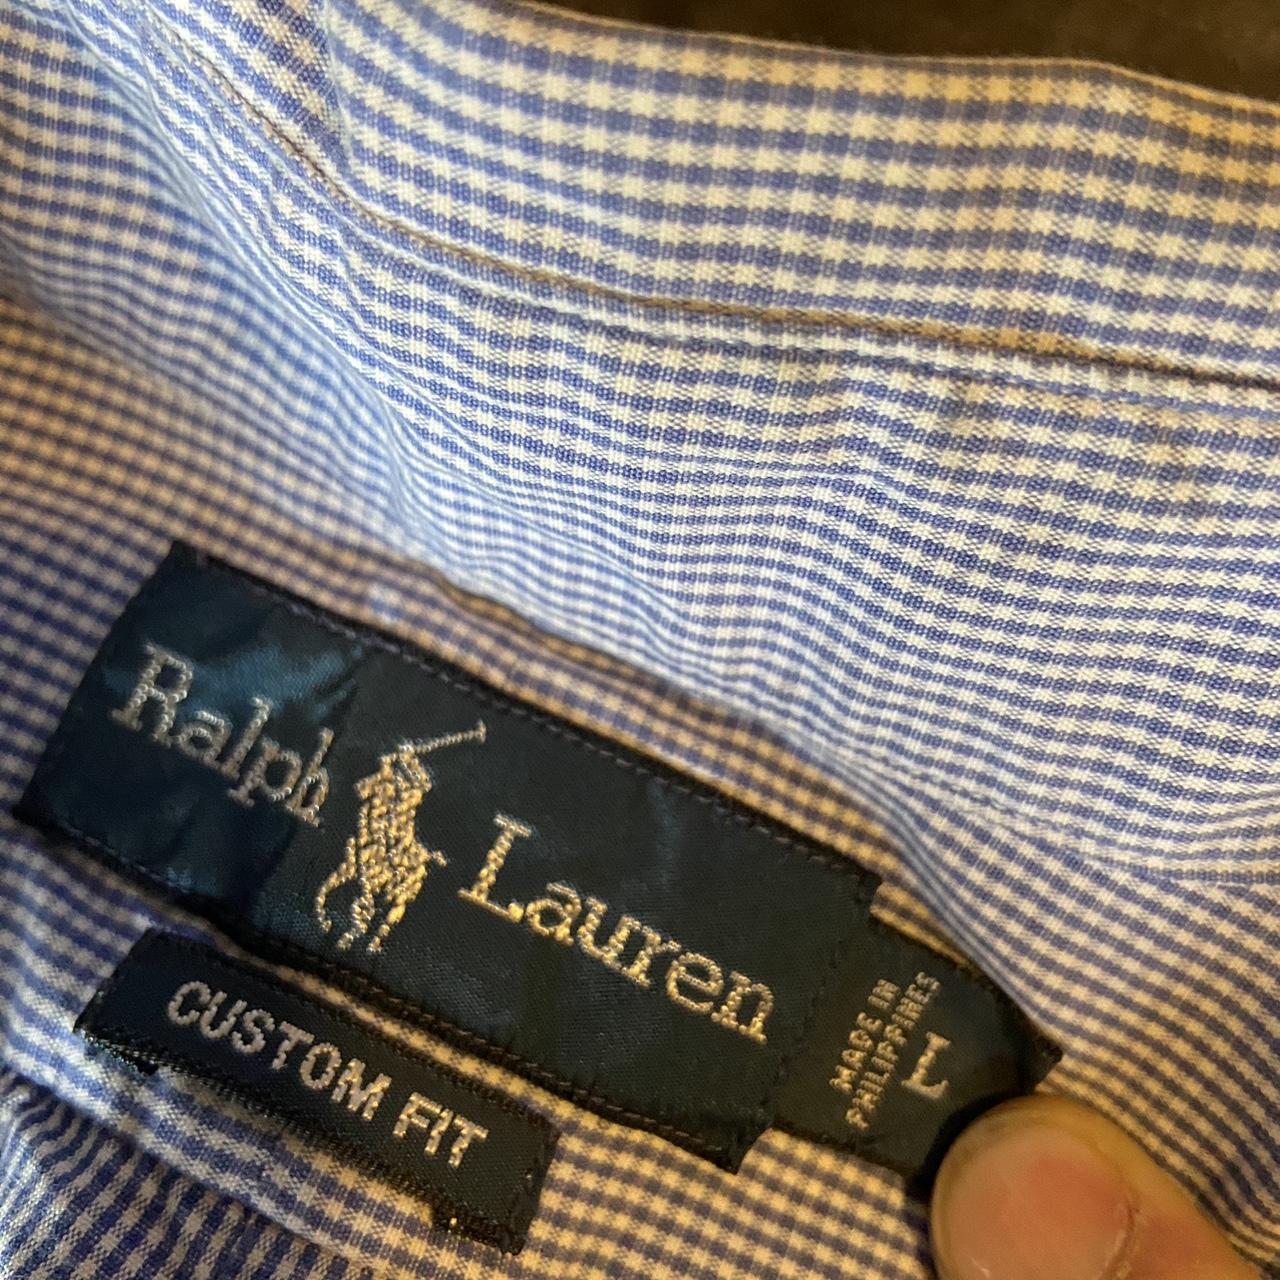 Ralph Lauren
MADE IN
PHILIPPINES
L
CUSTOM FIT